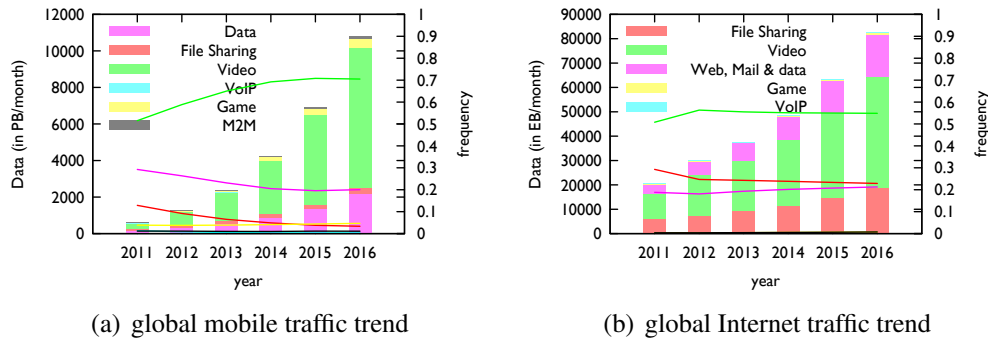 12000
10000
8000
6000
4000
2000
0
Data (in PB/month)
Data
File Sharing
Video
VoIP
Game
M2M
1
0.9
0.8
0.7
0.6
0.5
0.4
0.3
0.2
0.1
0
frequency
2011 2012 2013 2014 2015 2016
year
(a) global mobile traffic trend
90000
80000
70000
60000
50000
40000
30000
20000
10000
0
Data (in EB/month)
File Sharing
Video
Web, Mail & data
Game
VoIP
1
0.9
0.8
0.7
0.6
0.5
0.4
0.3
0.2
0.1
0
frequency
2011 2012 2013 2014 2015 2016
year
(b) global Internet traffic trend